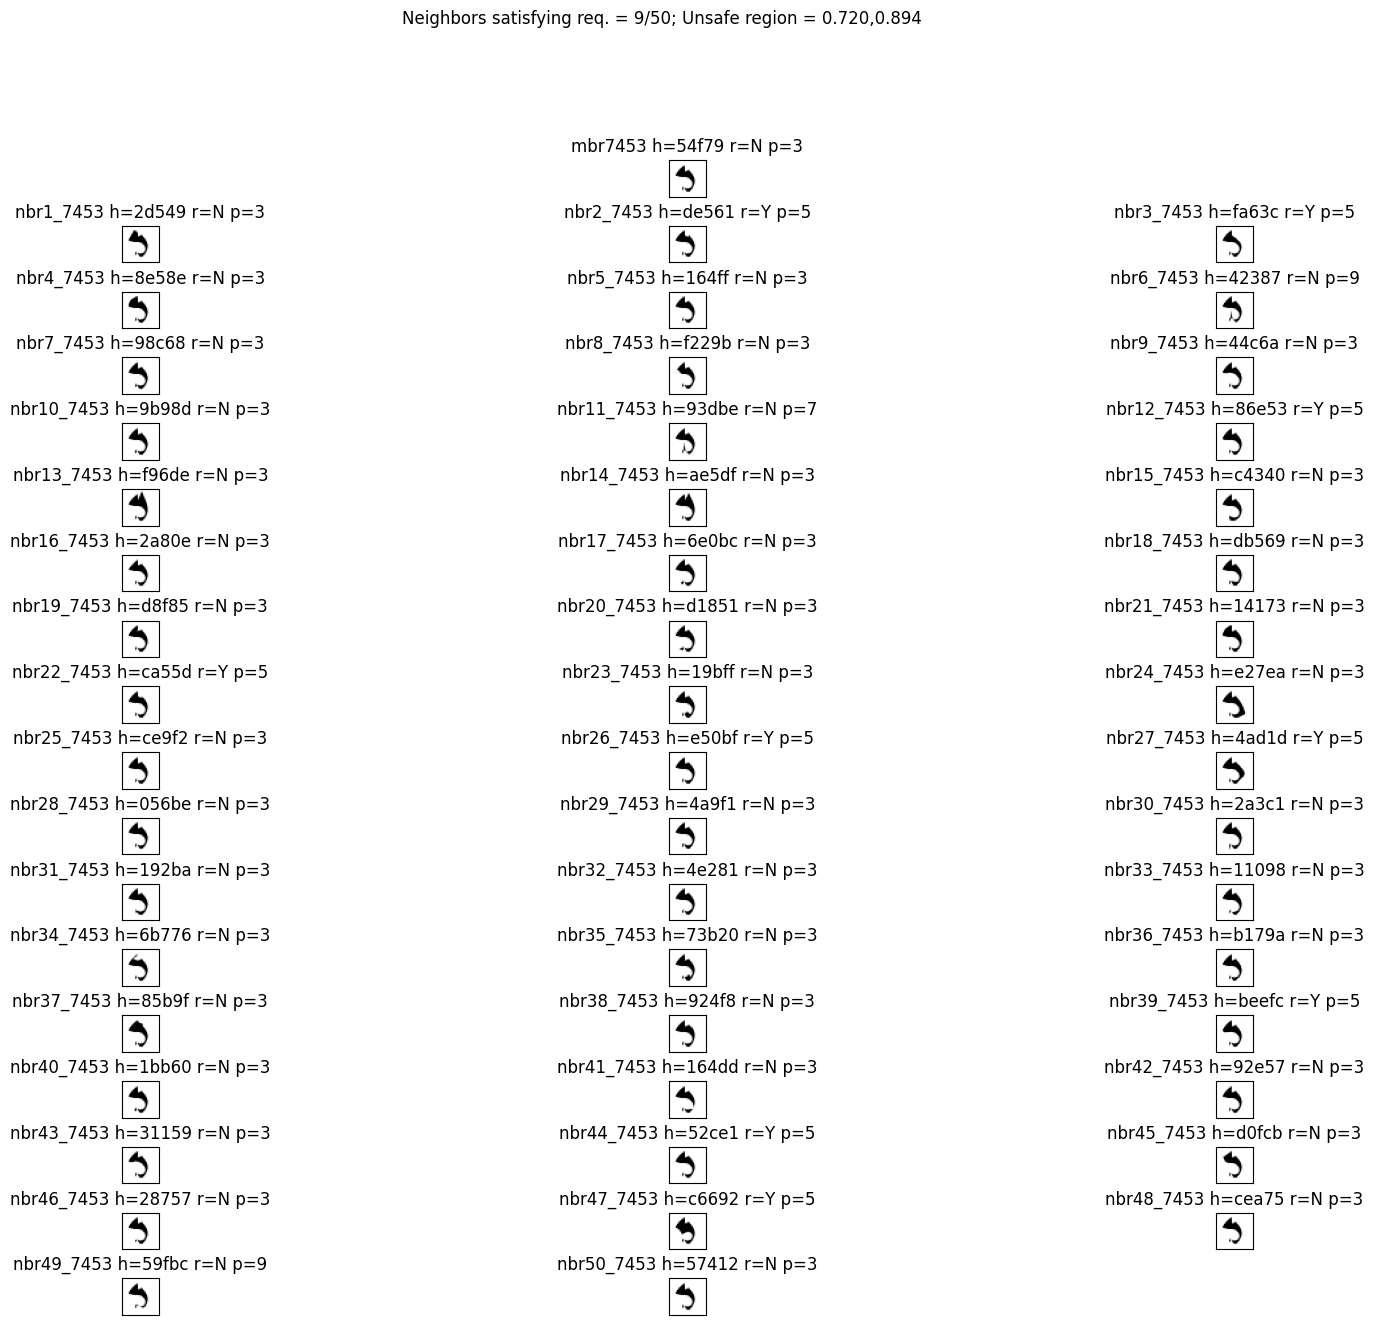 Neighbors satisfying req. = 9/50; Unsafe region = 0.720,0.894
mbr7453 h=54f79 r=N p=3
nbr1_7453 h=2d549 r=N p=3
nbr2_7453 h=de561 r=Y p=5
nbr3_7453 h=fa63c r=Y p=5
nbr4_7453 h=8e58e r=N p=3
nbr5_7453 h=164ff r=N p=3
nbr6_7453 h=42387 r=N p=9
nbr7_7453 h=98c68 r=N p=3
nbr8_7453 h=f229b r=N p=3
nbr9_7453 h=44c6a r=N p=3
nbr10_7453 h=9b98d r=N p=3
nbr11_7453 h=93dbe r=N p=7
nbr12_7453 h=86e53 r=Y p=5
nbr13_7453 h=f96de r=N p=3
nbr14_7453 h=ae5df r=N p=3
nbr15_7453 h=c4340 r=N p=3
nbr16_7453 h=2a80e r=N p=3
nbr17_7453 h=6e0bc r=N p=3
nbr18_7453 h=db569 r=N p=3
nbr19_7453 h=d8f85 r=N p=3
nbr20_7453 h=d1851 r=N p=3
nbr21_7453 h=14173 r=N p=3
nbr22_7453 h=ca55d r=Y p=5
nbr23_7453 h=19bff r=N p=3
nbr24_7453 h=e27ea r=N p=3
nbr25_7453 h=ce9f2 r=N p=3
nbr26_7453 h=e50bf r=Y p=5
nbr27_7453 h=4ad1d r=Y p=5
nbr28_7453 h=056be r=N p=3
nbr29_7453 h=4a9f1 r=N p=3
nbr30_7453 h=2a3c1 r=N p=3
nbr31_7453 h=192ba r=N p=3
nbr32_7453 h=4e281 r=N p=3
nbr33_7453 h=11098 r=N p=3
nbr34_7453 h=6b776 r=N p=3
nbr35_7453 h=73b20 r=N p=3
nbr36_7453 h=b179a r=N p=3
nbr37_7453 h=85b9f r=N p=3
nbr38_7453 h=924f8 r=N p=3
nbr39_7453 h=beefc r=Y p=5
nbr40_7453 h=1bb60 r=N p=3
nbr41_7453 h=164dd r=N p=3
nbr42_7453 h=92e57 r=N p=3
nbr43_7453 h=31159 r=N p=3
nbr44_7453 h=52ce1 r=Y p=5
nbr45_7453 h=d0fcb r=N p=3
nbr46_7453 h=28757 r=N p=3
nbr47_7453 h=c6692 r=Y p=5
nbr48_7453 h=cea75 r=N p=3
nbr49_7453 h=59fbc r=N p=9
nbr50_7453 h=57412 r=N p=3